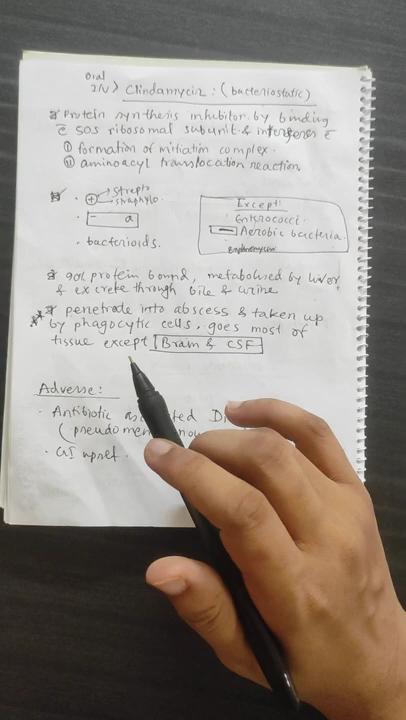 Oral
IV > Clindamycin : (bacteriostatic)
Protein synthesis inhibitor by binding
c̄ 50s ribosomal subunit & interferes c̄
(i) formation of initiation complex.
(ii) aminoacyl translocation reaction.
(+) Strepto
Staphylo
Except:
Enterococci.
(-) Aerobic bacteria.
(-) a
bacterioids.
90% protein bound, metabolused by liver
& excrete through bile & urine
penetrate into abscess & taken up
by phagocytic cells. goes most of
tissue except Brain & CSF
Adverse:
Antibiotic
GI upset.